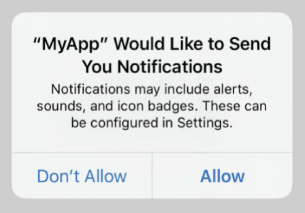 “MyApp” Would Like to Send
You Notifications
Notifications may include alerts,
sounds, and icon badges. These can
be configured in Settings.
Don’t Allow
Allow